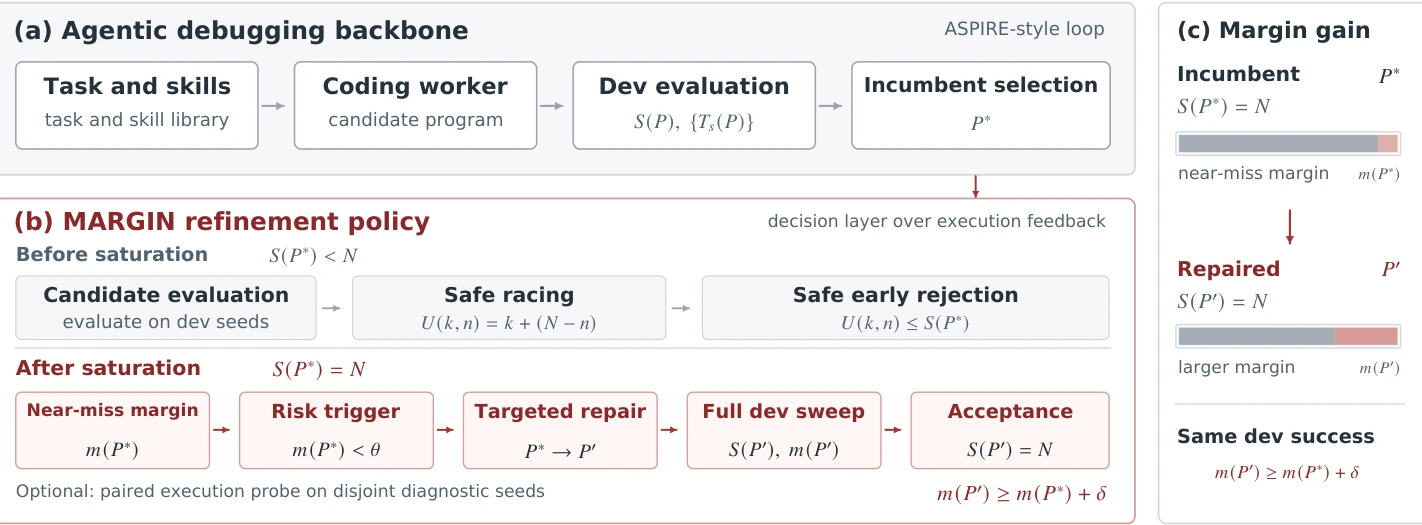 (a) Agentic debugging backbone
ASPIRE-style loop
Task and skills
task and skill library
Coding worker
candidate program
Dev evaluation
S(P), {Tₛ(P)}
Incumbent selection
P*
(b) MARGIN refinement policy
decision layer over execution feedback
Before saturation S(P*) < N
Candidate evaluation
evaluate on dev seeds
Safe racing
U(k, n) = k + (N − n)
Safe early rejection
U(k, n) ≤ S(P*)
After saturation S(P*) = N
Near-miss margin
m(P*)
Risk trigger
m(P*) < θ
Targeted repair
P* → P′
Full dev sweep
S(P′), m(P′)
Acceptance
S(P′) = N
Optional: paired execution probe on disjoint diagnostic seeds
m(P′) ≥ m(P*) + δ
(c) Margin gain
Incumbent P*
S(P*) = N
near-miss margin m(P*)
Repaired P′
S(P′) = N
larger margin m(P′)
Same dev success
m(P′) ≥ m(P*) + δ